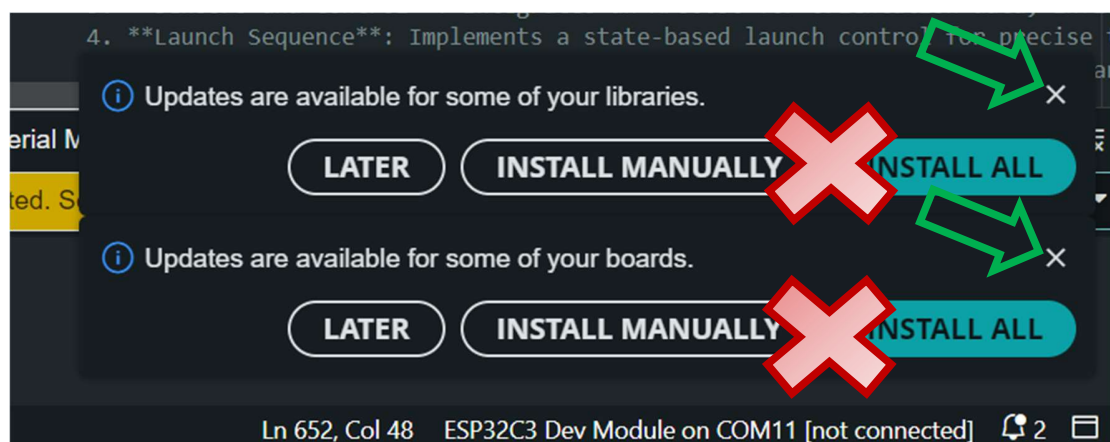 4. **Launch Sequence**: Implements a state-based launch control for precise
Updates are available for some of your libraries.
erial M
LATER INSTALL MANUALLY INSTALL ALL
ted. S
Updates are available for some of your boards.
LATER INSTALL MANUALLY INSTALL ALL
Ln 652, Col 48 ESP32C3 Dev Module on COM11 [not connected] 2